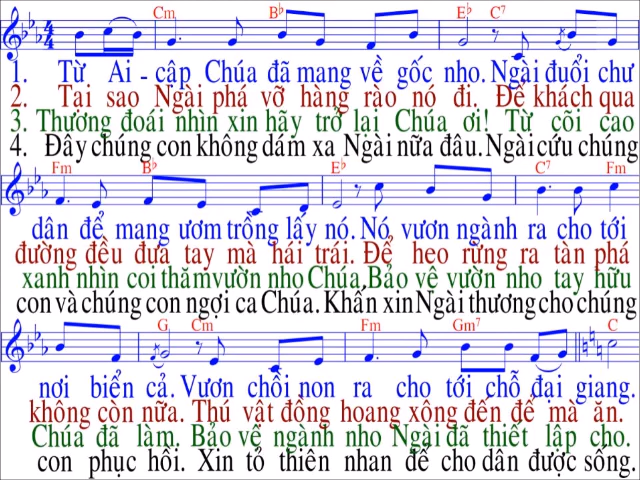 Cm B♭ E♭ C7
1. Từ Ai - cập Chúa đã mang về gốc nho. Ngài đuổi chư
2. Tại sao Ngài phá vỡ hàng rào nó đi. Để khách qua
3. Thương đoái nhìn xin hãy trở lại Chúa ơi! Từ cõi cao
4. Đây chúng con không dám xa Ngài nữa đâu. Ngài cứu chúng
Fm B♭ E♭ C7 Fm
dân để mang ươm trồng lấy nó. Nó vươn ngành ra cho tới
đường đều đưa tay mà hái trái. Để heo rừng ra tàn phá
xanh nhìn coi thăm vườn nho Chúa. Bảo vệ vườn nho tay hữu
con và chúng con ngợi ca Chúa. Khấn xin Ngài thương cho chúng
G Cm Fm Gm7 C
nơi biển cả. Vươn chồi non ra cho tới chỗ đại giang.
không còn nữa. Thú vật đồng hoang xông đến để mà ăn.
Chúa đã làm. Bảo vệ ngành nho Ngài đã thiết lập cho.
con phục hồi. Xin tỏ thiên nhan để cho dân được sống.